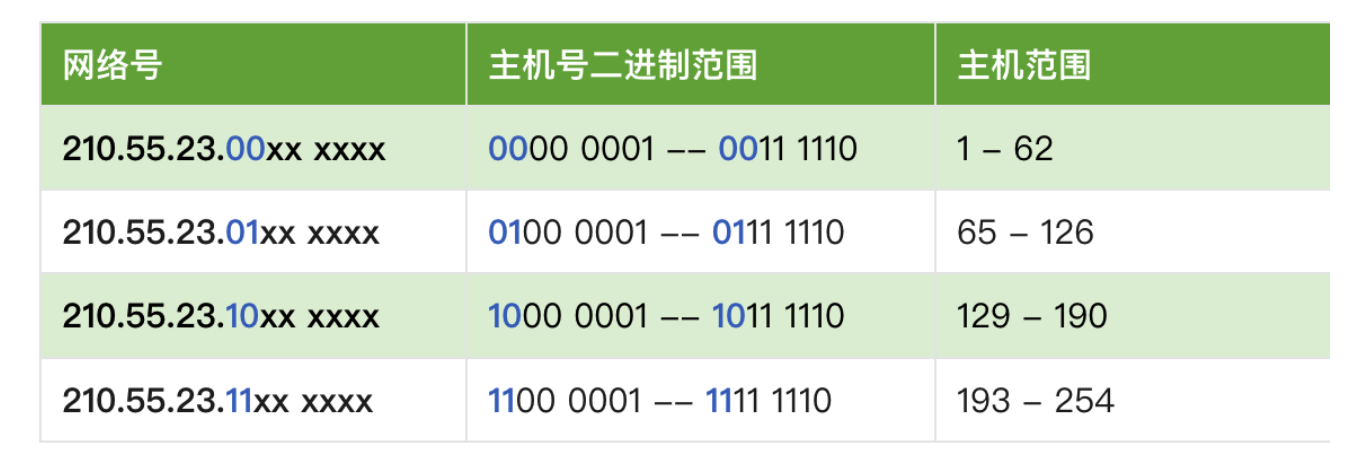 网络号 主机号二进制范围 主机范围
210.55.23.00xx xxxx 0000 0001 –– 0011 1110 1 – 62
210.55.23.01xx xxxx 0100 0001 –– 0111 1110 65 – 126
210.55.23.10xx xxxx 1000 0001 –– 1011 1110 129 – 190
210.55.23.11xx xxxx 1100 0001 –– 1111 1110 193 – 254